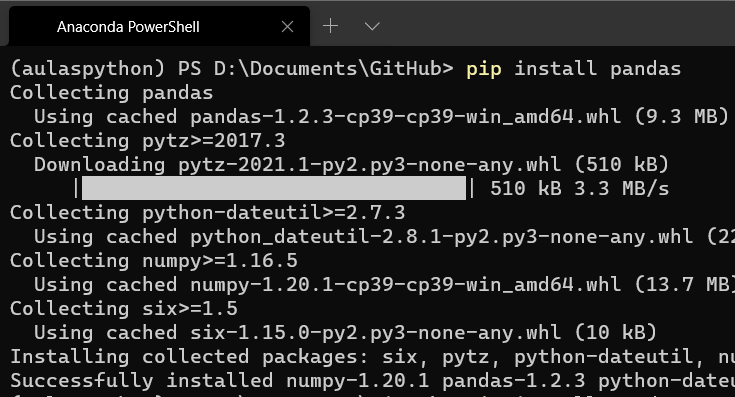 Anaconda PowerShell
(aulaspython) PS D:\Documents\GitHub> pip install pandas
Collecting pandas
  Using cached pandas-1.2.3-cp39-cp39-win_amd64.whl (9.3 MB)
Collecting pytz>=2017.3
  Downloading pytz-2021.1-py2.py3-none-any.whl (510 kB)
     |████████████████████████████████| 510 kB 3.3 MB/s
Collecting python-dateutil>=2.7.3
  Using cached python_dateutil-2.8.1-py2.py3-none-any.whl (22
Collecting numpy>=1.16.5
  Using cached numpy-1.20.1-cp39-cp39-win_amd64.whl (13.7 MB)
Collecting six>=1.5
  Using cached six-1.15.0-py2.py3-none-any.whl (10 kB)
Installing collected packages: six, pytz, python-dateutil, nu
Successfully installed numpy-1.20.1 pandas-1.2.3 python-dateu